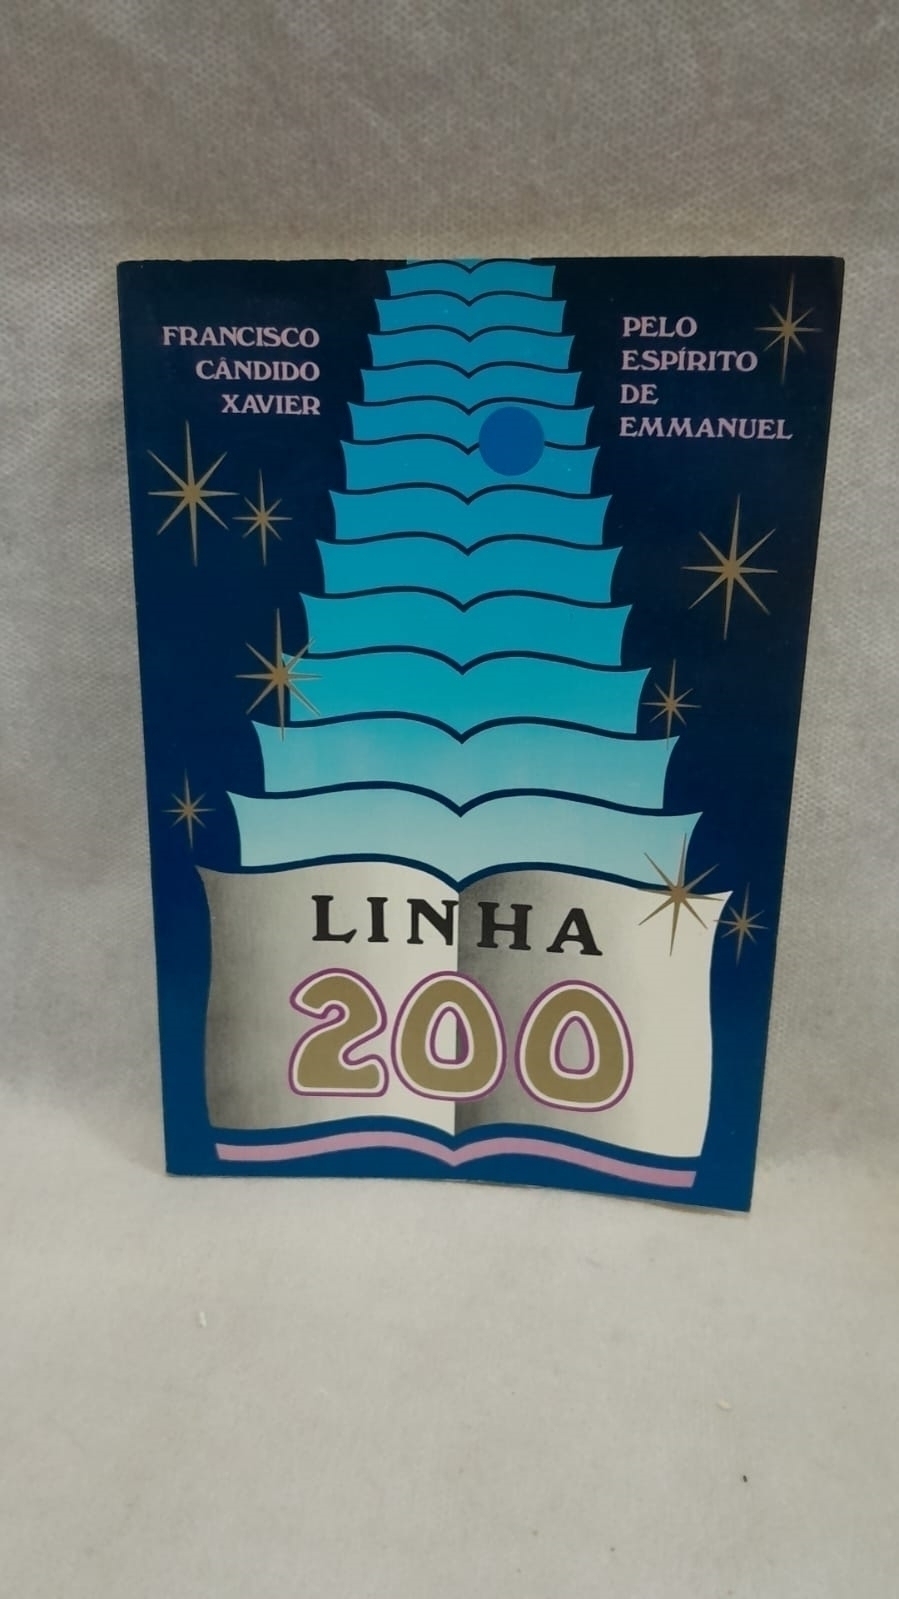 FRANCISCO
CÂNDIDO
XAVIER
PELO
ESPÍRITO
DE
EMMANUEL
LINHA
200